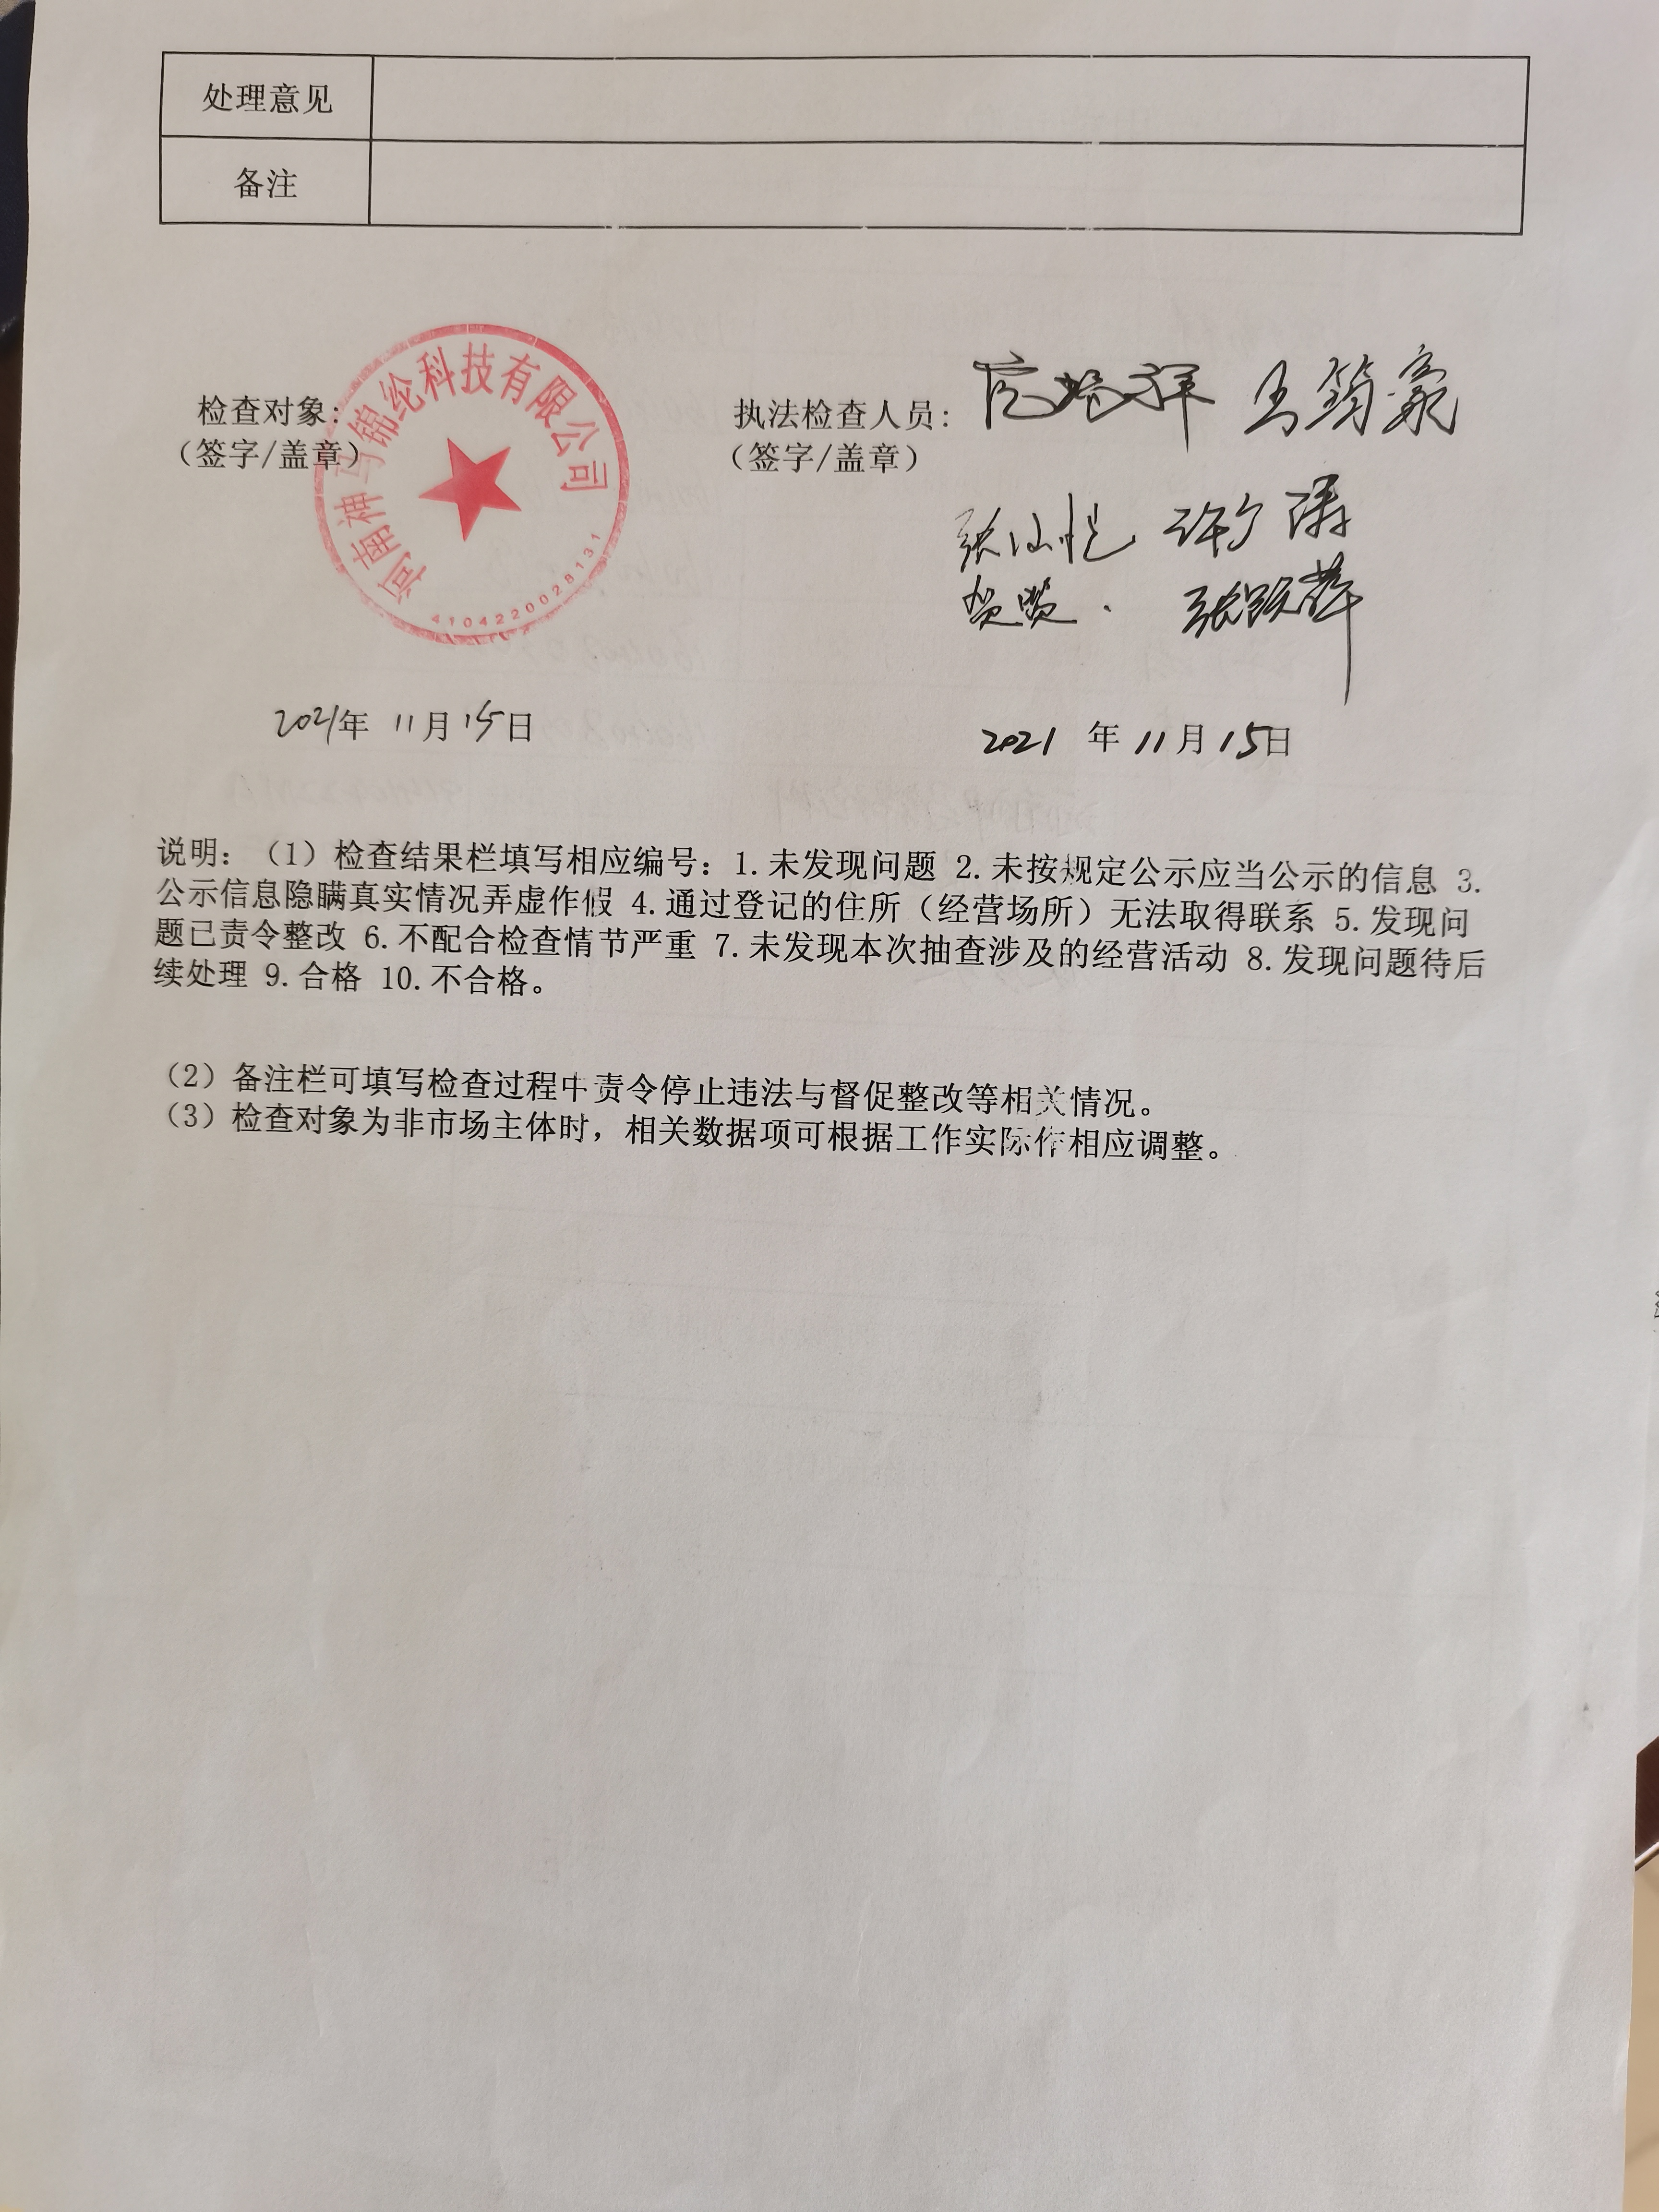 处理意见
备注
检查对象:
（签字/盖章）
河南神马锦纶科技有限公司
4104220028131
执法检查人员:
（签字/盖章）
2021年 11月15日
2021 年 11月15日
说明：（1）检查结果栏填写相应编号：1.未发现问题 2.未按规定公示应当公示的信息 3.
公示信息隐瞒真实情况弄虚作假 4.通过登记的住所（经营场所）无法取得联系 5.发现问
题已责令整改 6.不配合检查情节严重 7.未发现本次抽查涉及的经营活动 8.发现问题待后
续处理 9.合格 10.不合格。
（2）备注栏可填写检查过程中责令停止违法与督促整改等相关情况。
（3）检查对象为非市场主体时，相关数据项可根据工作实际作相应调整。